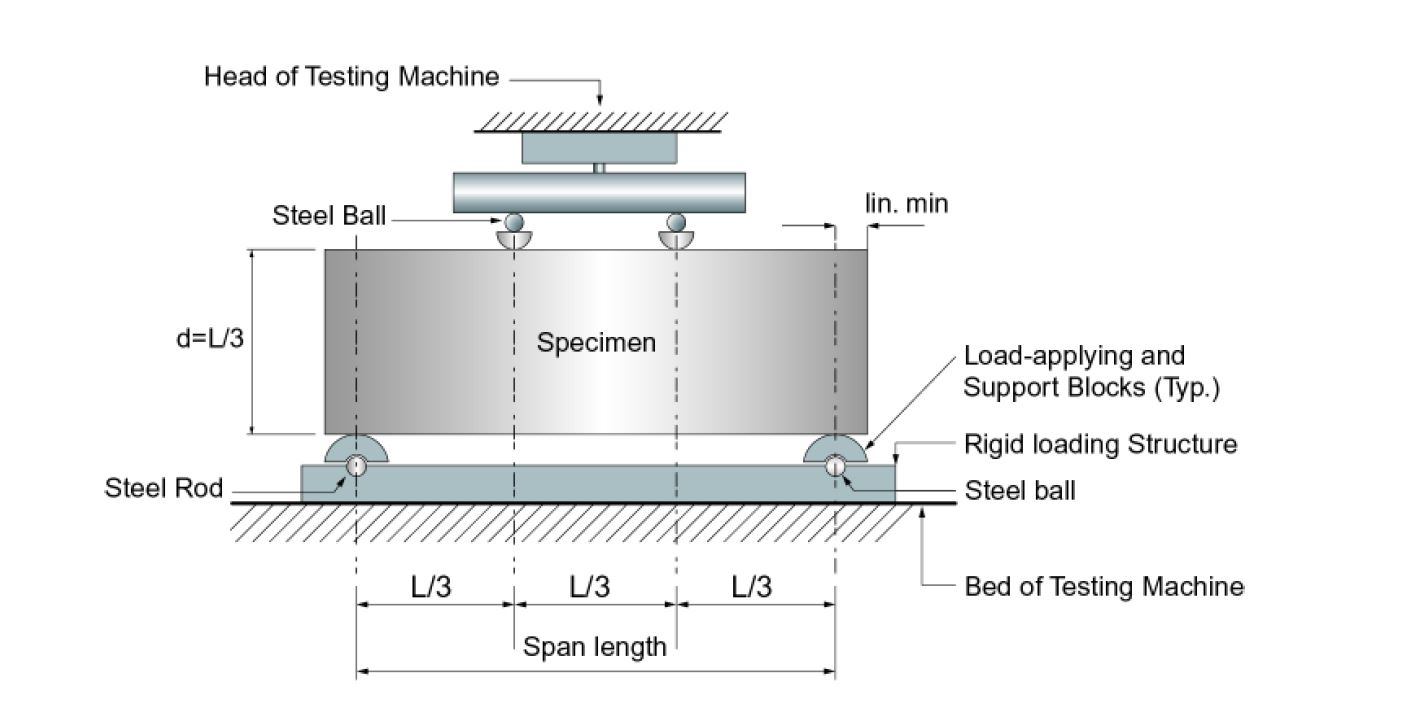 Head of Testing Machine
lin. min
Steel Ball
d=L/3
Specimen
Load-applying and
Support Blocks (Typ.)
Rigid loading Structure
Steel Rod
Steel ball
L/3
L/3
L/3
Bed of Testing Machine
Span length